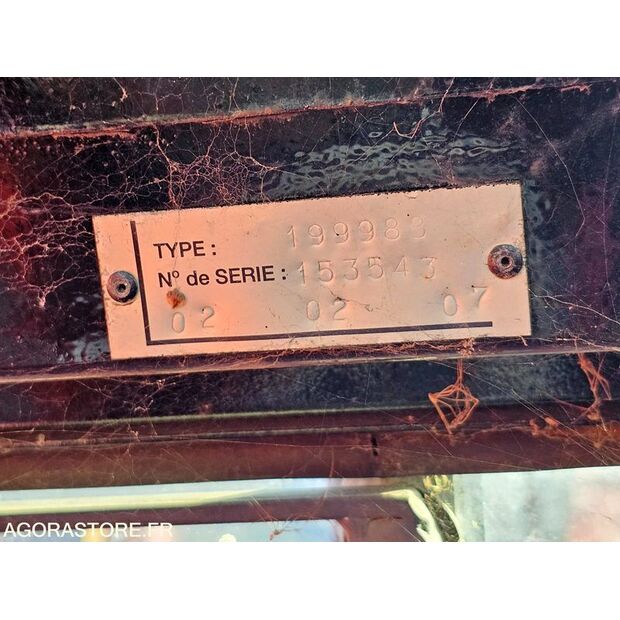 TYPE : 199983
N° de SERIE : 153543
02 02 07
AGORASTORE.FR